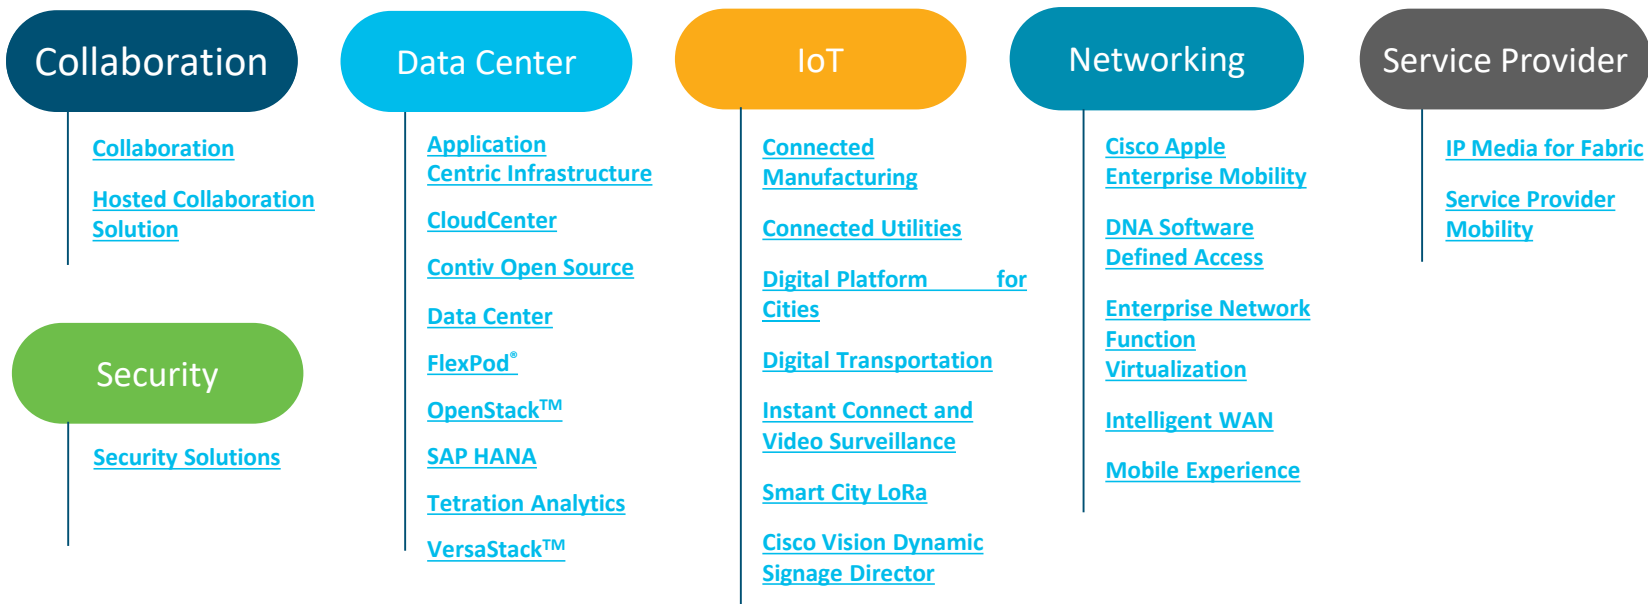 Collaboration
Collaboration
Hosted Collaboration
Solution
Security
Security Solutions
Data Center
Application
Centric Infrastructure
CloudCenter
Contiv Open Source
Data Center
FlexPod®
OpenStack™
SAP HANA
Tetration Analytics
VersaStack™
IoT
Connected
Manufacturing
Connected Utilities
Digital Platform for
Cities
Digital Transportation
Instant Connect and
Video Surveillance
Smart City LoRa
Cisco Vision Dynamic
Signage Director
Networking
Cisco Apple
Enterprise Mobility
DNA Software
Defined Access
Enterprise Network
Function
Virtualization
Intelligent WAN
Mobile Experience
Service Provider
IP Media for Fabric
Service Provider
Mobility